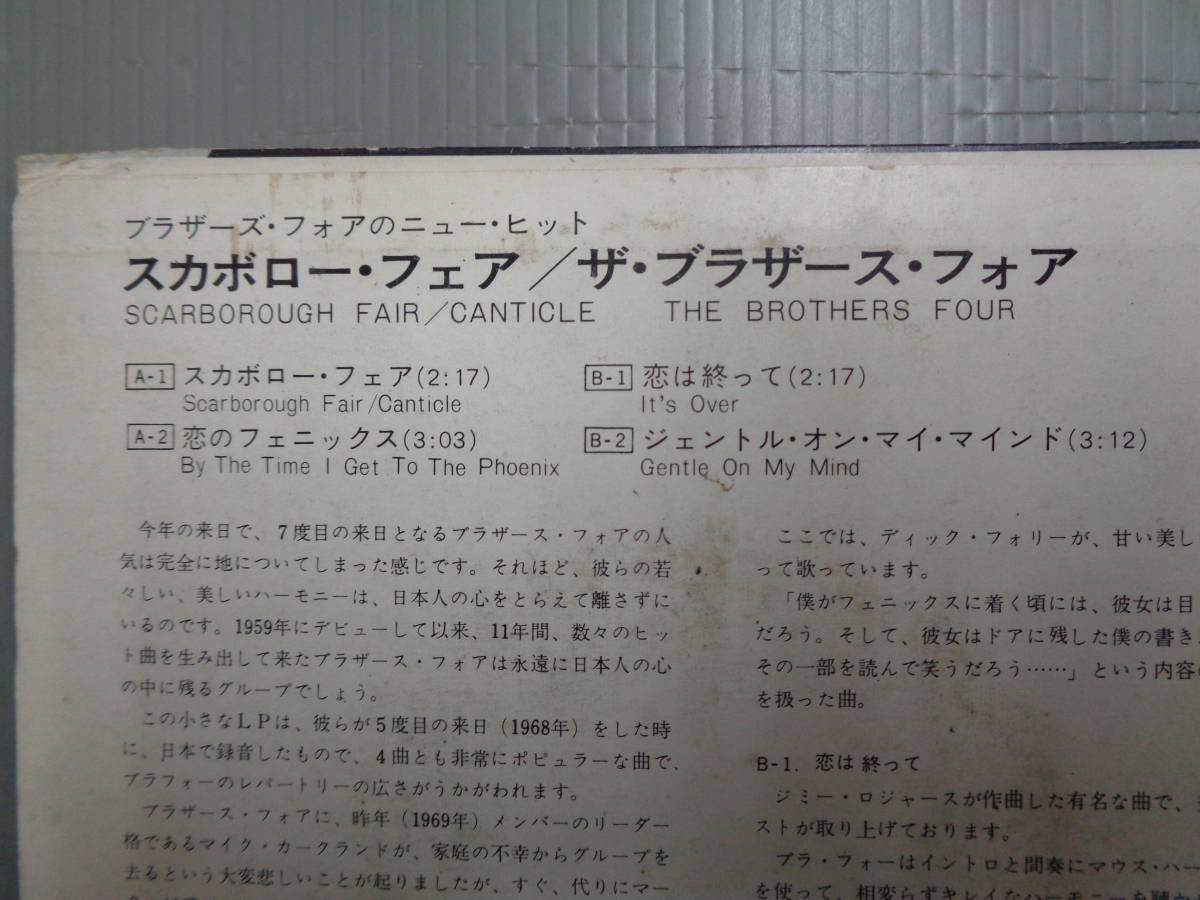 ブラザーズ・フォアのニュー・ヒット
スカボロー・フェア/ザ・ブラザース・フォア
SCARBOROUGH FAIR/CANTICLE THE BROTHERS FOUR
A-1 スカボロー・フェア(2:17)
Scarborough Fair/Canticle
A-2 恋のフェニックス(3:03)
By The Time I Get To The Phoenix
B-1 恋は終って(2:17)
It's Over
B-2 ジェントル・オン・マイ・マインド(3:12)
Gentle On My Mind
今年の来日で、7度目の来日となるブラザース・フォアの人
気は完全に地についてしまった感じです。それほど、彼らの若
々しい、美しいハーモニーは、日本人の心をとらえて離さずに
いるのです。1959年にデビューして以来、11年間、数々のヒッ
ト曲を生み出して来たブラザース・フォアは永遠に日本人の心
の中に残るグループでしょう。
この小さなLPは、彼らが5度目の来日(1968年)をした時
に、日本で録音したもので、4曲とも非常にポピュラーな曲で、
ブラフォーのレパートリーの広さがうかがわれます。
ブラザース・フォアに、昨年(1969年)メンバーのリーダー
格であるマイク・カークランドが、家庭の不幸からグループを
去るという大変悲しいことが起りましたが、すぐ、代りにマー
ここでは、ディック・フォリーが、甘い美し
って歌っています。
「僕がフェニックスに着く頃には、彼女は目
だろう。そして、彼女はドアに残した僕の書き
その一部を読んで笑うだろう……」という内容
を扱った曲。
B-1. 恋は終って
ジミー・ロジャースが作曲した有名な曲で、
ストが取り上げております。
ブラ・フォーはイントロと間奏にマウス・ハー
を使って、相変らずキレイなハーモニーを聴か